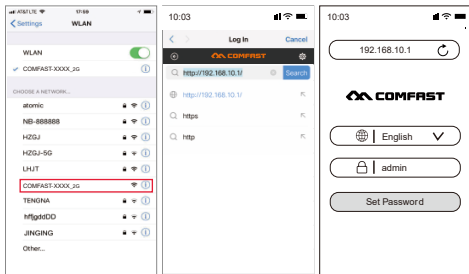 AT&T LTE 17:59
Settings WLAN
WLAN
COMFAST-XXXX_2G
CHOOSE A NETWORK...
atomic
NB-888888
HZGJ
HZGJ-5G
LHJT
COMFAST-XXXX_2G
TENGNA
hffjgddDD
JINGING
Other...
10:03
Log In Cancel
COMFAST
http://192.168.10.1/ Search
http://192.168.10.1/
https
http
10:03
192.168.10.1
COMFAST
English
admin
Set Password